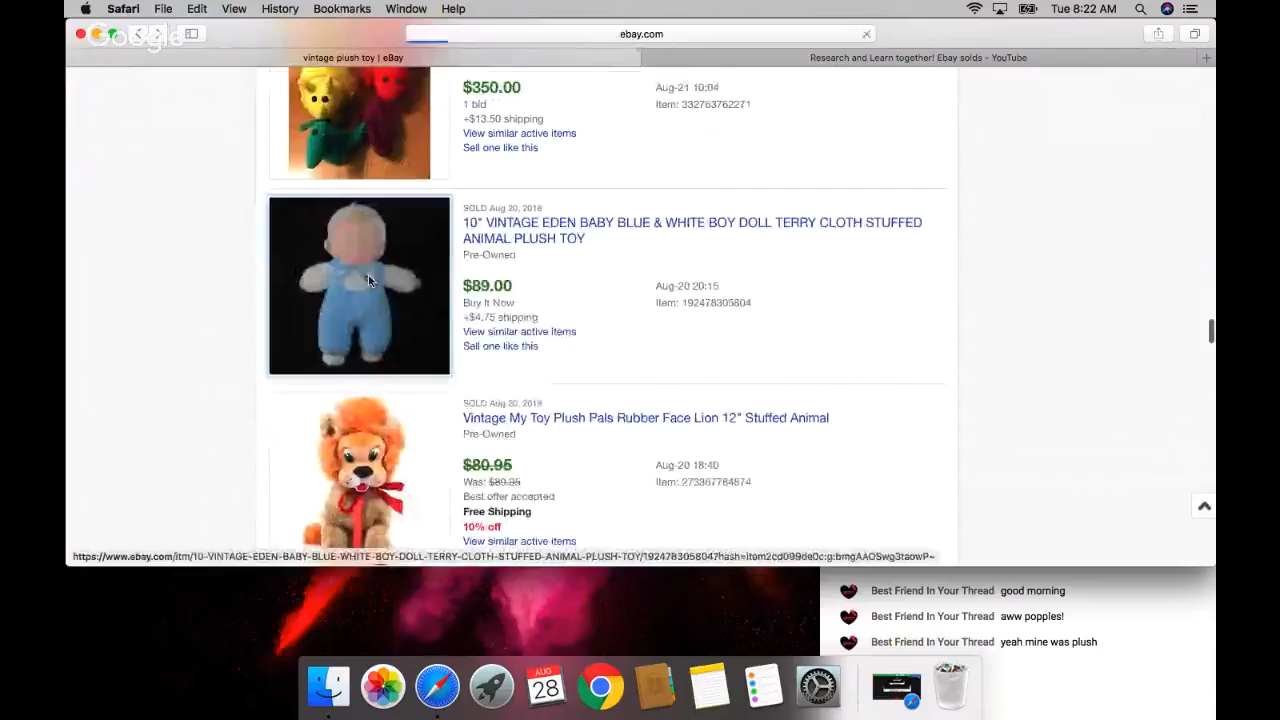 Safari File Edit View History Bookmarks Window Help Tue 8:22 AM
Google
ebay.com
vintage plush toy | eBay
Research and Learn together! Ebay solds - YouTube
$350.00
Aug-21 10:04
1 bid
Item: 332763762271
+$13.50 shipping
View similar active items
Sell one like this
SOLD Aug 20, 2018
10" VINTAGE EDEN BABY BLUE & WHITE BOY DOLL TERRY CLOTH STUFFED
ANIMAL PLUSH TOY
Pre-Owned
$89.00
Aug-20 20:15
Buy It Now
Item: 192478305804
+$4.75 shipping
View similar active items
Sell one like this
SOLD Aug 20, 2018
Vintage My Toy Plush Pals Rubber Face Lion 12" Stuffed Animal
Pre-Owned
$80.95
Aug-20 18:40
Was: $89.95
Item: 273367784874
Best offer accepted
Free Shipping
10% off
View similar active items
Best Friend In Your Thread good morning
Best Friend In Your Thread aww popples!
Best Friend In Your Thread yeah mine was plush
AUG
28